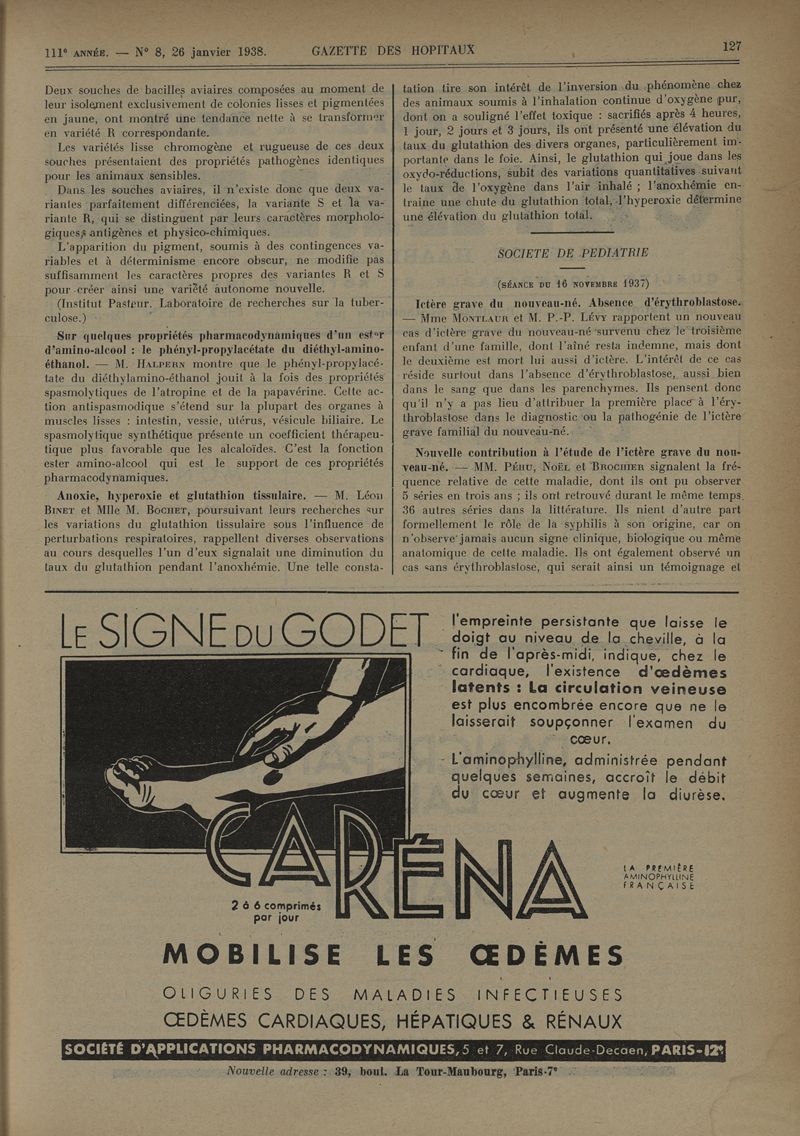 111e ANNÉE. — N° 8, 26 janvier 1938.
GAZETTE DES HOPITAUX
127
Deux souches de bacilles aviaires composées au moment de
leur isolement exclusivement de colonies lisses et pigmentées
en jaune, ont montré une tendance nette à se transformer
en variété R correspondante.
Les variétés lisse chromogène et rugueuse de ces deux
souches présentaient des propriétés pathogènes identiques
pour les animaux sensibles.
Dans les souches aviaires, il n'existe donc que deux va-
riantes parfaitement différenciées, la variante S et la va-
riante R, qui se distinguent par leurs caractères morpholo-
giques, antigènes et physico-chimiques.
L'apparition du pigment, soumis à des contingences va-
riables et à déterminisme encore obscur, ne modifie pas
suffisamment les caractères propres des variantes R et S
pour créer ainsi une variété autonome nouvelle.
(Institut Pasteur. Laboratoire de recherches sur la tuber-
culose.)
Sur quelques propriétés pharmacodynamiques d'un ester
d'amino-alcool : le phényl-propylacétate du diéthyl-amino-
éthanol. — M. HALPERN montre que le phényl-propylacé-
tate du diéthylamino-éthanol jouit à la fois des propriétés
spasmolytiques de l'atropine et de la papavérine. Cette ac-
tion antispasmodique s'étend sur la plupart des organes à
muscles lisses : intestin, vessie, utérus, vésicule biliaire. Le
spasmolytique synthétique présente un coefficient thérapeu-
tique plus favorable que les alcaloïdes. C'est la fonction
ester amino-alcool qui est le support de ces propriétés
pharmacodynamiques.
Anoxie, hyperoxie et glutathion tissulaire. — M. Léon
BINET et Mlle M. BOCHET, poursuivant leurs recherches sur
les variations du glutathion tissulaire sous l'influence de
perturbations respiratoires, rappellent diverses observations
au cours desquelles l'un d'eux signalait une diminution du
taux du glutathion pendant l'anoxhémie. Une telle consta-
tation tire son intérêt de l'inversion du phénomène chez
des animaux soumis à l'inhalation continue d'oxygène pur,
dont on a souligné l'effet toxique : sacrifiés après 4 heures,
1 jour, 2 jours et 3 jours, ils ont présenté une élévation du
taux du glutathion des divers organes, particulièrement im-
portante dans le foie. Ainsi, le glutathion qui joue dans les
oxydo-réductions, subit des variations quantitatives suivant
le taux de l'oxygène dans l'air inhalé ; l'anoxhémie en-
traine une chute du glutathion total, l'hyperoxie détermine
une élévation du glutathion total.
SOCIETE DE PEDIATRIE
(SÉANCE DU 16 NOVEMBRE 1937)
Ictère grave du nouveau-né. Absence d'érythroblastose.
— Mme MONTLAUR et M. P.-P. LÉVY rapportent un nouveau
cas d'ictère grave du nouveau-né survenu chez le troisième
enfant d'une famille, dont l'aîné resta indemne, mais dont
le deuxième est mort lui aussi d'ictère. L'intérêt de ce cas
réside surtout dans l'absence d'érythroblastose, aussi bien
dans le sang que dans les parenchymes. Ils pensent donc
qu'il n'y a pas lieu d'attribuer la première place à l'éry-
throblastose dans le diagnostic ou la pathogénie de l'ictère
grave familial du nouveau-né.
Nouvelle contribution à l'étude de l'ictère grave du nou-
veau-né. — MM. PÉHU, NOËL et BROCHIER signalent la fré-
quence relative de cette maladie, dont ils ont pu observer
5 séries en trois ans ; ils ont retrouvé durant le même temps
36 autres séries dans la littérature. Ils nient d'autre part
formellement le rôle de la syphilis à son origine, car on
n'observe jamais aucun signe clinique, biologique ou même
anatomique de cette maladie. Ils ont également observé un
cas sans érythroblastose, qui serait ainsi un témoignage et
LE SIGNE DU GODET
l'empreinte persistante que laisse le
doigt au niveau de la cheville, à la
fin de l'après-midi, indique, chez le
cardiaque, l'existence d'œdèmes
latents : La circulation veineuse
est plus encombrée encore que ne le
laisserait soupçonner l'examen du
cœur.
L'aminophylline, administrée pendant
quelques semaines, accroît le débit
du cœur et augmente la diurèse.
CARÉNA
LA PREMIÈRE
AMINOPHYLLINE
FRANÇAISE
2 à 6 comprimés
par jour
MOBILISE LES ŒDÈMES
OLIGURIES DES MALADIES INFECTIEUSES
ŒDÈMES CARDIAQUES, HÉPATIQUES & RÉNAUX
SOCIÉTÉ D'APPLICATIONS PHARMACODYNAMIQUES, 5 et 7, Rue Claude-Decaen, PARIS-12e
Nouvelle adresse : 39, boul. La Tour-Maubourg, Paris-7e